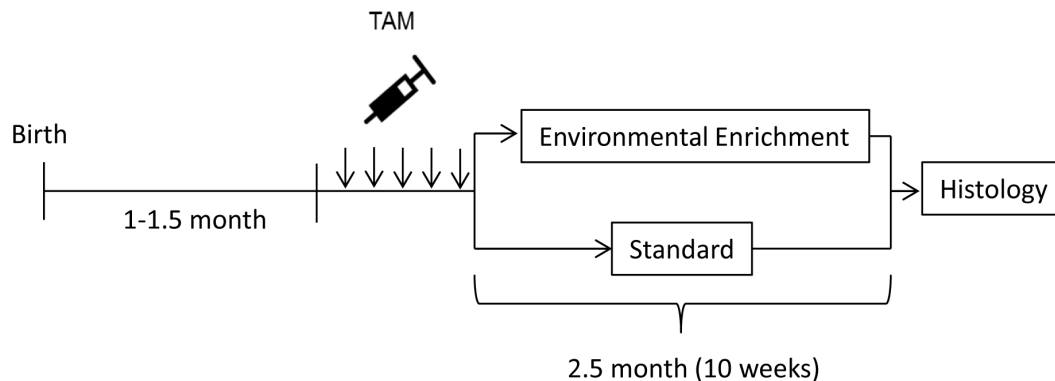 TAM
Birth
Environmental Enrichment
Histology
1-1.5 month
Standard
2.5 month (10 weeks)